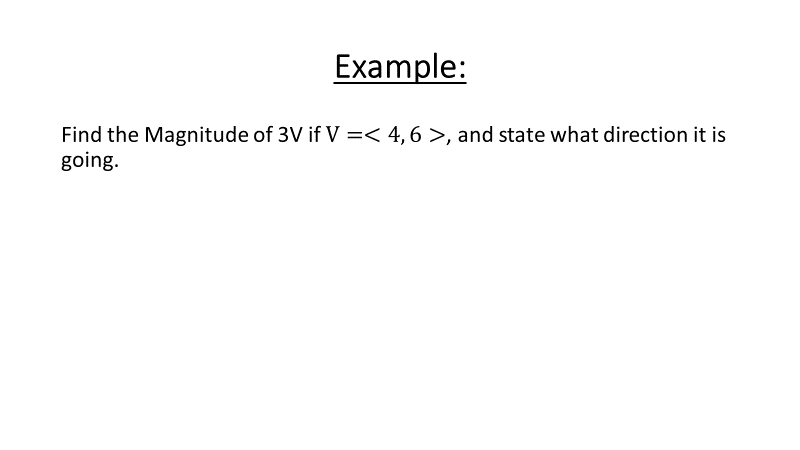 Example:
Find the Magnitude of 3V if V =< 4, 6 >, and state what direction it is
going.